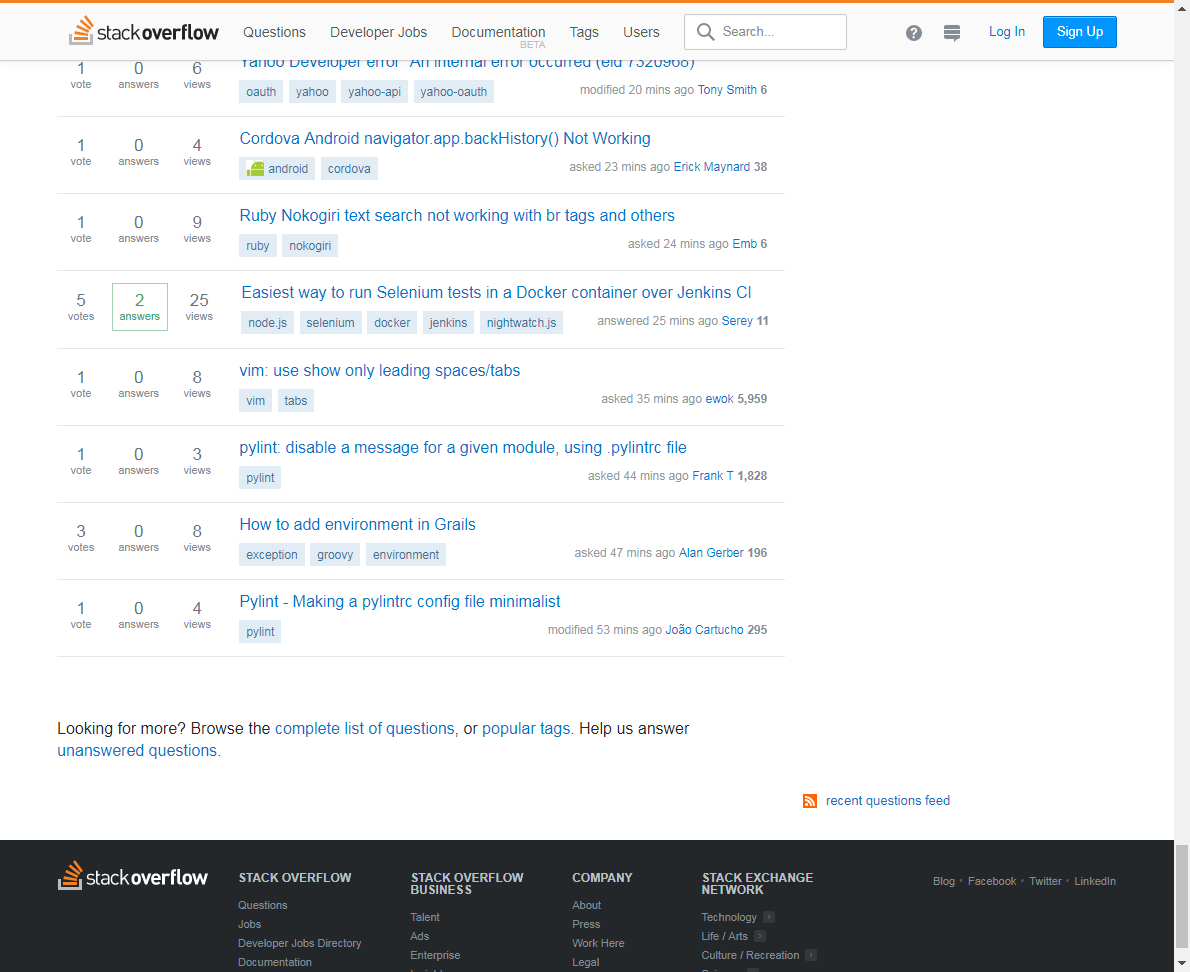 stack overflow Questions Developer Jobs Documentation BETA Tags Users Search... Log In Sign Up
1 vote 0 answers 6 views
Yahoo Developer error "An internal error occurred (eid 7320968)
oauth yahoo yahoo-api yahoo-oauth
modified 20 mins ago Tony Smith 6
1 vote 0 answers 4 views
Cordova Android navigator.app.backHistory() Not Working
android cordova
asked 23 mins ago Erick Maynard 38
1 vote 0 answers 9 views
Ruby Nokogiri text search not working with br tags and others
ruby nokogiri
asked 24 mins ago Emb 6
5 votes 2 answers 25 views
Easiest way to run Selenium tests in a Docker container over Jenkins CI
node.js selenium docker jenkins nightwatch.js
answered 25 mins ago Serey 11
1 vote 0 answers 8 views
vim: use show only leading spaces/tabs
vim tabs
asked 35 mins ago ewok 5,959
1 vote 0 answers 3 views
pylint: disable a message for a given module, using .pylintrc file
pylint
asked 44 mins ago Frank T 1,828
3 votes 0 answers 8 views
How to add environment in Grails
exception groovy environment
asked 47 mins ago Alan Gerber 196
1 vote 0 answers 4 views
Pylint - Making a pylintrc config file minimalist
pylint
modified 53 mins ago João Cartucho 295
Looking for more? Browse the complete list of questions, or popular tags. Help us answer
unanswered questions.
recent questions feed
stack overflow
STACK OVERFLOW
Questions
Jobs
Developer Jobs Directory
Documentation
STACK OVERFLOW
BUSINESS
Talent
Ads
Enterprise
COMPANY
About
Press
Work Here
Legal
STACK EXCHANGE
NETWORK
Technology
Life / Arts
Culture / Recreation
Blog • Facebook • Twitter • LinkedIn